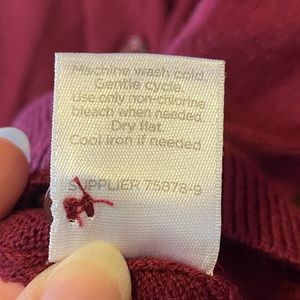 Machine wash cold.
Gentle cycle.
Use only non-chlorine
bleach when needed.
Dry flat.
Cool iron if needed.
SUPPLIER 75878-9